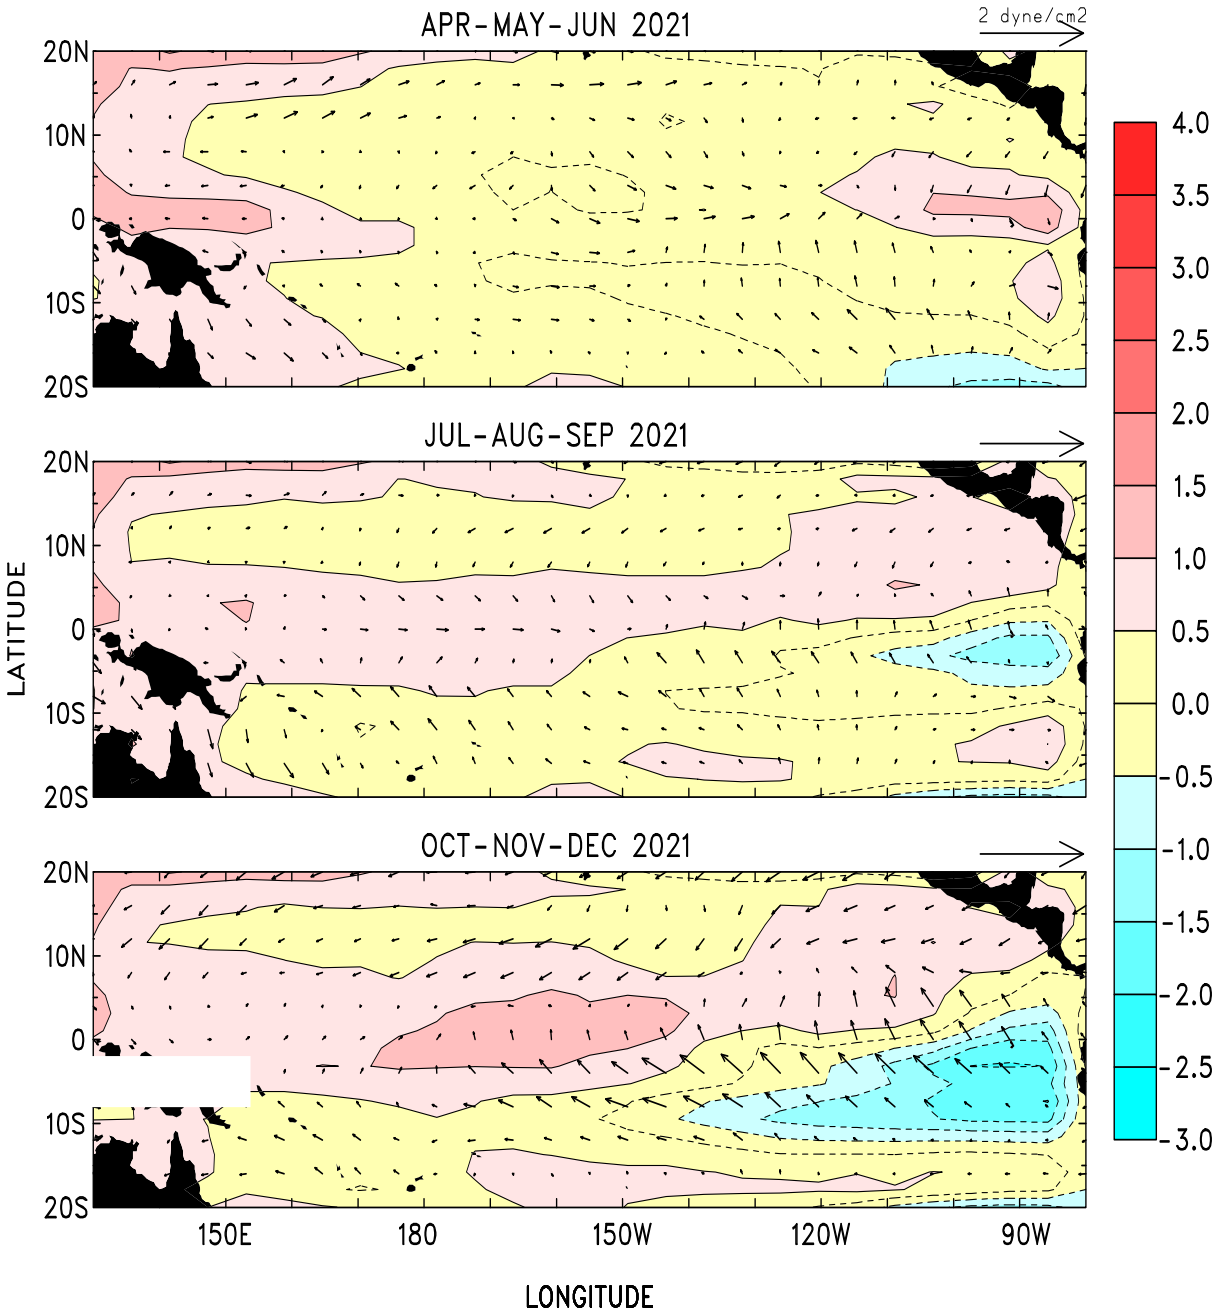 APR-MAY-JUN 2021
2 dyne/cm2
20N
10N
0
10S
20S
JUL-AUG-SEP 2021
20N
10N
0
10S
20S
OCT-NOV-DEC 2021
20N
10N
0
10S
20S
150E 180 150W 120W 90W
LATITUDE
LONGITUDE
4.0
3.5
3.0
2.5
2.0
1.5
1.0
0.5
0.0
-0.5
-1.0
-1.5
-2.0
-2.5
-3.0